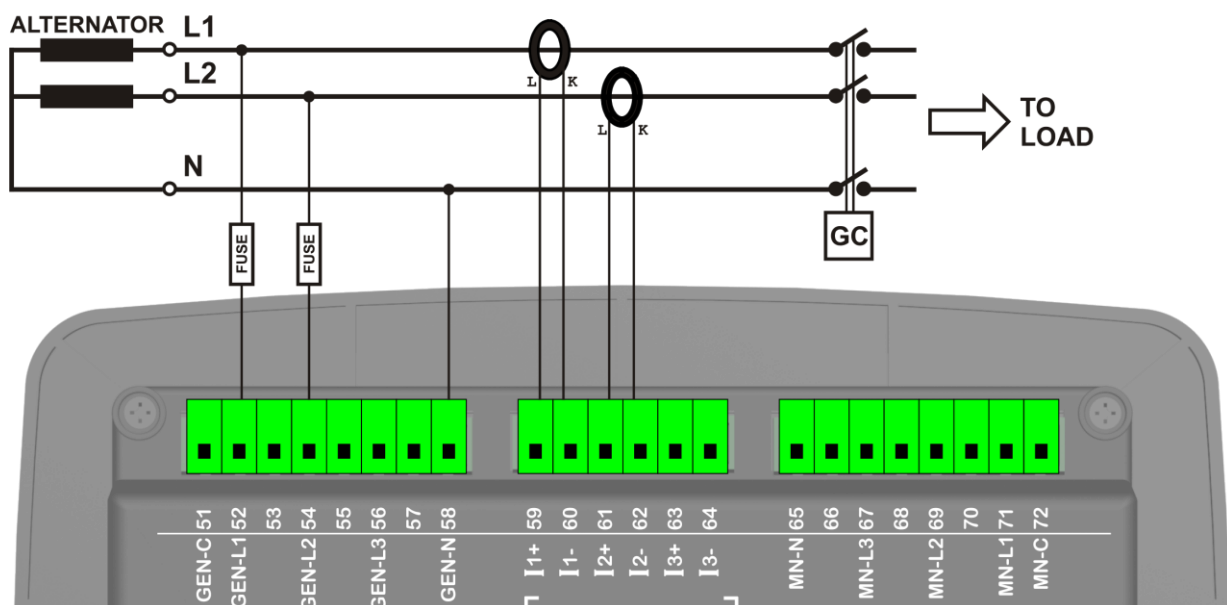 ALTERNATOR
L1
L2
N
L K
L K
FUSE
FUSE
GC
TO
LOAD
GEN-C 51
GEN-L1 52
53
GEN-L2 54
55
GEN-L3 56
57
GEN-N 58
I1+ 59
I1- 60
I2+ 61
I2- 62
I3+ 63
I3- 64
MN-N 65
66
MN-L3 67
68
MN-L2 69
70
MN-L1 71
MN-C 72